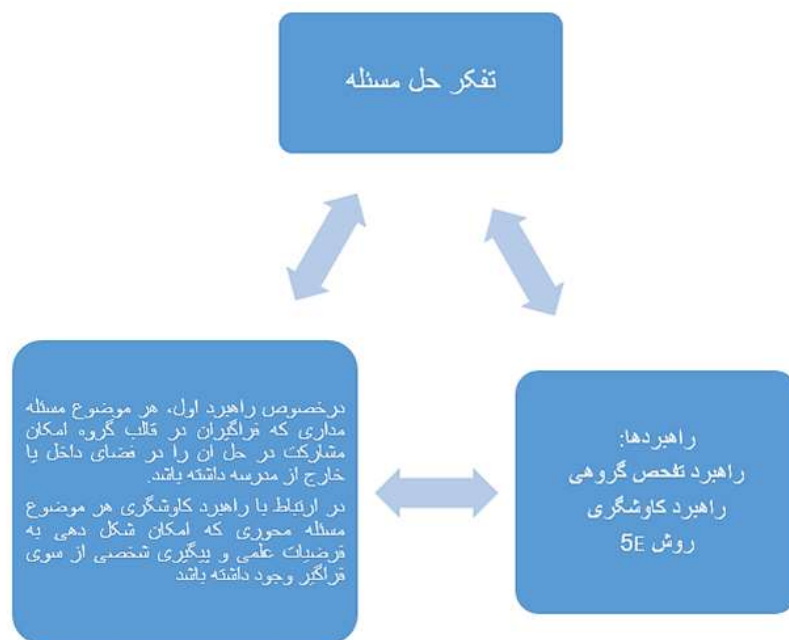 تفکر حل مسئله
درخصوص راهبرد اول، هر موضوع مسئله
مداری که فراگیران در قالب گروه امکان
مشارکت در حل ان را در فضای داخل یا
خارج از مدرسه داشته باشد.
در ارتباط با راهبرد کاوشگری هر موضوع
مسئله محوری که امکان شکل دهی به
فرضیات علمی و پیگیری شخصی از سوی
فراگیر وجود داشته باشد
راهبردها:
راهبرد تفحص گروهی
راهبرد کاوشگری
روش 5E